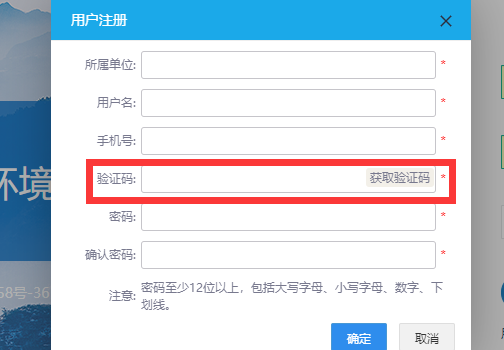 用户注册
所属单位: *
用户名: *
手机号: *
验证码: 获取验证码 *
密码: *
确认密码: *
注意: 密码至少12位以上，包括大写字母、小写字母、数字、下
划线。
确定 取消
环境